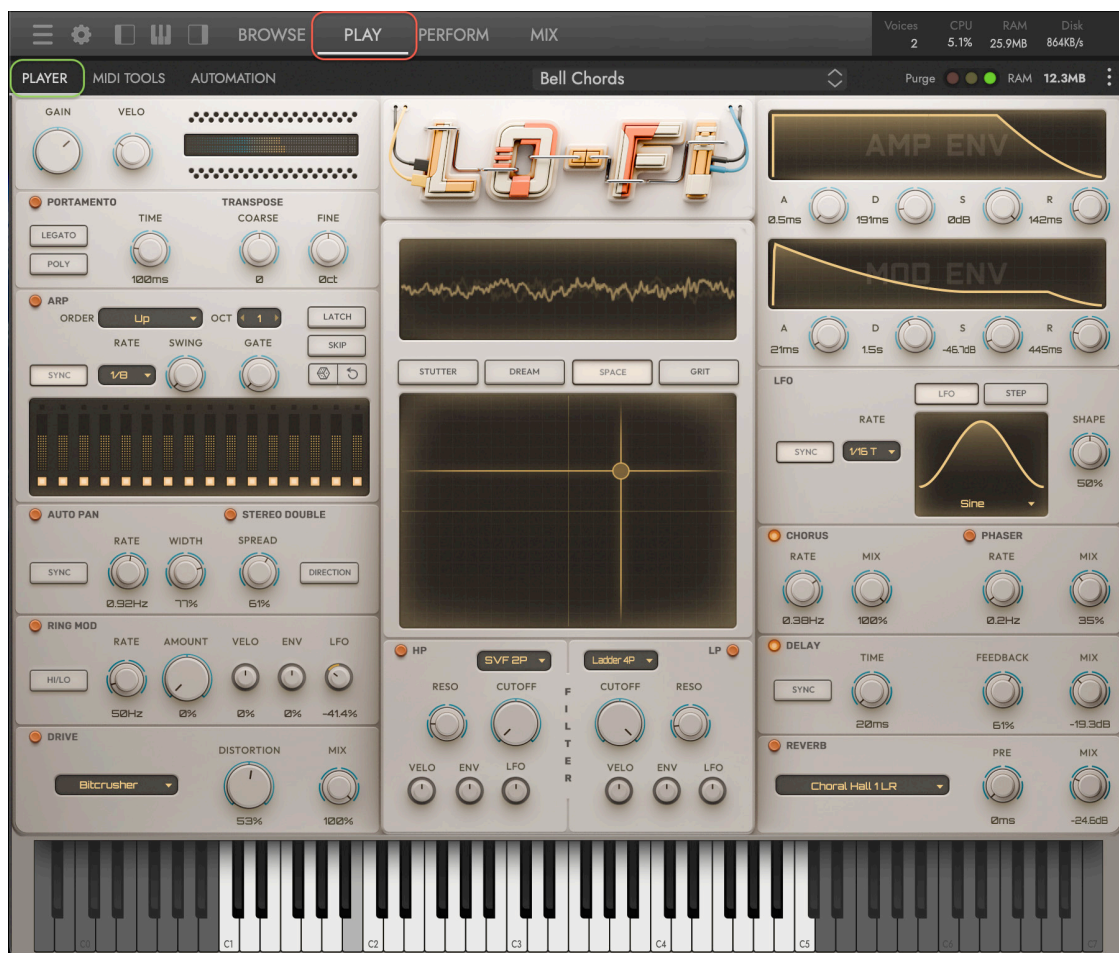 Voices CPU RAM Disk
BROWSE PLAY PERFORM MIX
2 5.1% 25.9MB 864KB/s
PLAYER MIDI TOOLS AUTOMATION Bell Chords Purge RAM 12.3MB
GAIN VELO
LO-FI
AMP ENV
A D S R
0.5ms 191ms 0dB 142ms
PORTAMENTO TRANSPOSE
TIME COARSE FINE
LEGATO
POLY
100ms 0 0ct
MOD ENV
A D S R
21ms 1.5s -46.7dB 445ms
ARP
ORDER Up OCT 1 LATCH
RATE SWING GATE SKIP
SYNC 1/8
STUTTER DREAM SPACE GRIT
LFO
LFO STEP
RATE SHAPE
SYNC 1/16 T
50%
Sine
AUTO PAN STEREO DOUBLE
RATE WIDTH SPREAD
SYNC DIRECTION
0.92Hz 77% 61%
CHORUS PHASER
RATE MIX RATE MIX
0.38Hz 100% 0.2Hz 35%
RING MOD
RATE AMOUNT VELO ENV LFO
HI/LO
50Hz 0% 0% 0% -41.4%
HP SVF 2P Ladder 4P LP
RESO CUTOFF CUTOFF RESO
FILTER
VELO ENV LFO VELO ENV LFO
DELAY
TIME FEEDBACK MIX
SYNC
20ms 61% -19.3dB
DRIVE
DISTORTION MIX
Bitcrusher
53% 100%
REVERB
PRE MIX
Choral Hall 1 LR
0ms -24.6dB
C0 C1 C2 C3 C4 C5 C6 C7